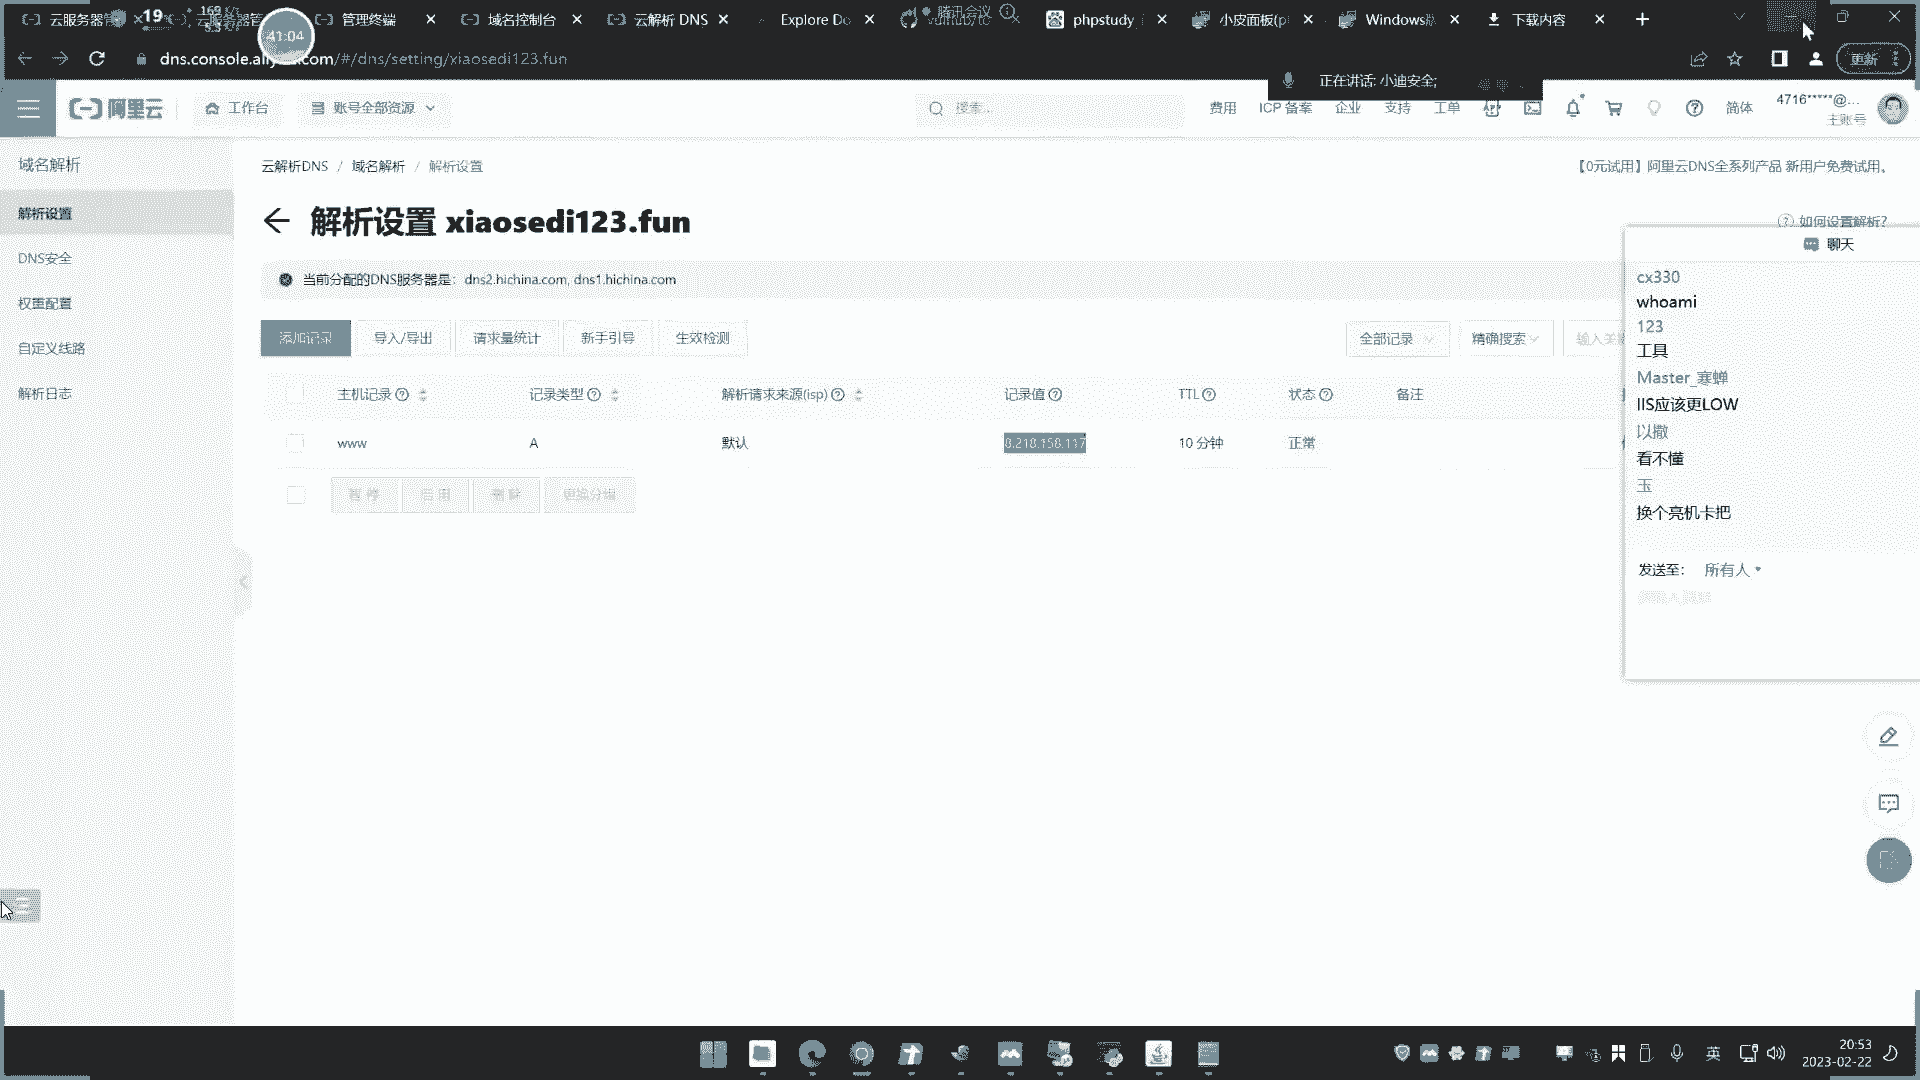 云服务器管
×19
169 K/s
5.5 K/s
云服务器管
41:04
管理终端
域名控制台
云解析 DNS
Explore Do
vulhub/to
腾讯会议
phpstudy
小皮面板(p
Windows版
下载内容
dns.console.aliyun.com/#/dns/setting/xiaosedi123.fun
更新
正在讲话: 小迪安全;
阿里云
工作台
账号全部资源
搜索...
费用
ICP 备案
企业
支持
工单
简体
4716*****@...
主账号
域名解析
解析设置
DNS安全
权重配置
自定义线路
解析日志
云解析DNS / 域名解析 / 解析设置
【0元试用】阿里云DNS全系列产品 新用户免费试用。
解析设置 xiaosedi123.fun
如何设置解析?
当前分配的DNS服务器是: dns2.hichina.com, dns1.hichina.com
添加记录
导入/导出
请求量统计
新手引导
生效检测
全部记录
精确搜索
输入关
主机记录
记录类型
解析请求来源(isp)
记录值
TTL
状态
备注
www
A
默认
8.218.158.117
10 分钟
正常
暂停
启用
删除
更换分组
聊天
cx330
whoami
123
工具
Master_寒蝉
IIS应该更LOW
以撒
看不懂
玉
换个亮机卡把
发送至: 所有人
英
20:53
2023-02-22